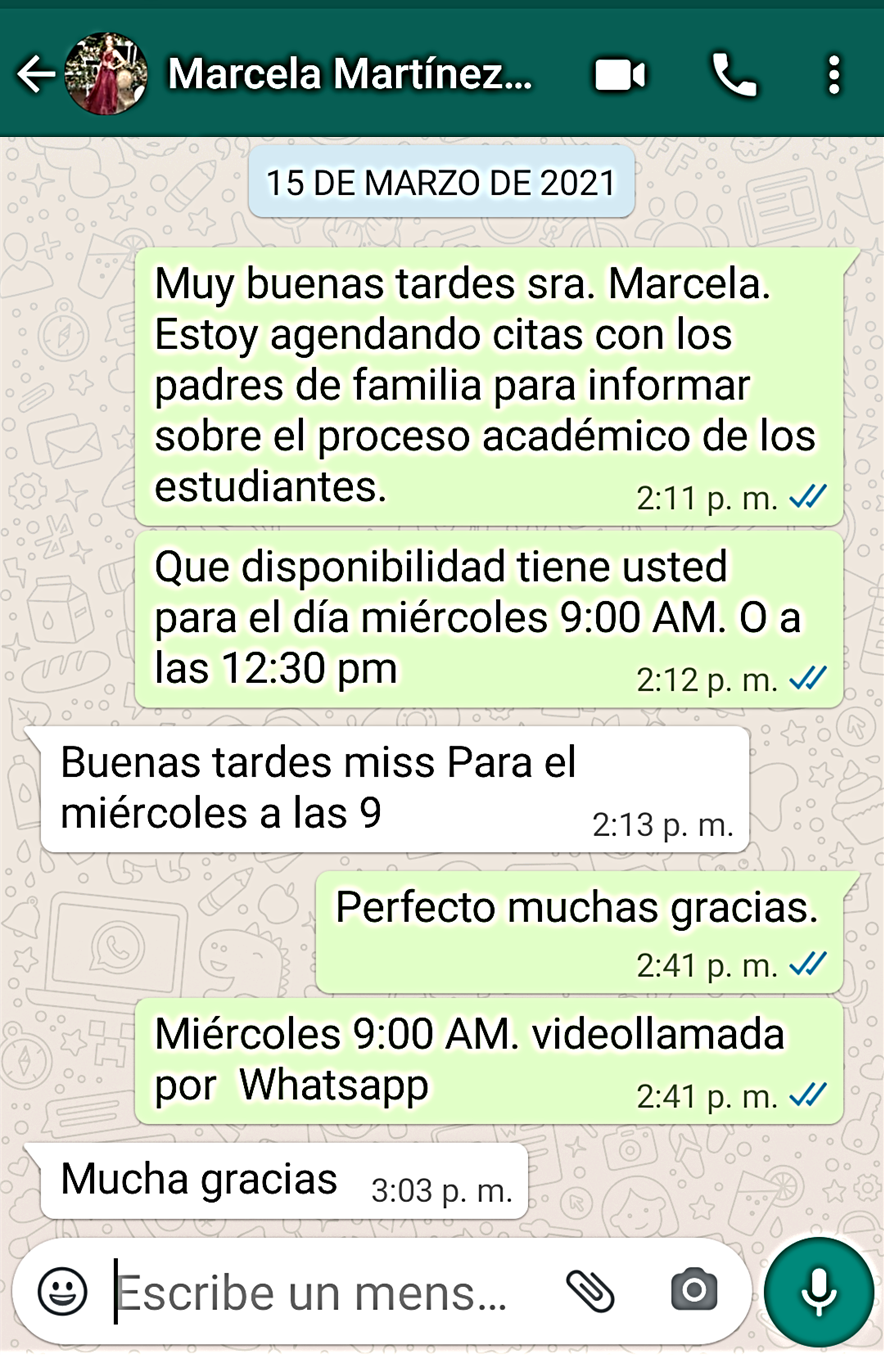 Marcela Martínez...
15 DE MARZO DE 2021
Muy buenas tardes sra. Marcela.
Estoy agendando citas con los
padres de familia para informar
sobre el proceso académico de los
estudiantes.
2:11 p. m.
Que disponibilidad tiene usted
para el día miércoles 9:00 AM. O a
las 12:30 pm
2:12 p. m.
Buenas tardes miss Para el
miércoles a las 9
2:13 p. m.
Perfecto muchas gracias.
2:41 p. m.
Miércoles 9:00 AM. videollamada
por  Whatsapp
2:41 p. m.
Mucha gracias
3:03 p. m.
Escribe un mens...